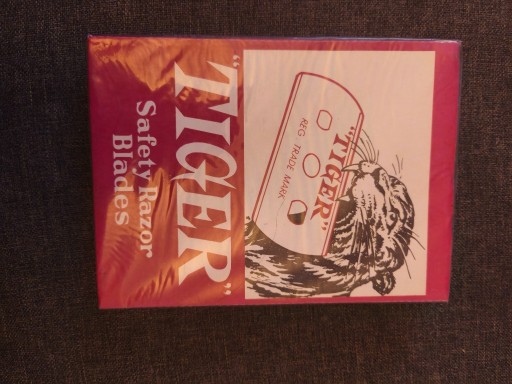 "TIGER"
REG TRADE MARK
"TIGER"
Safety Razor
Blades